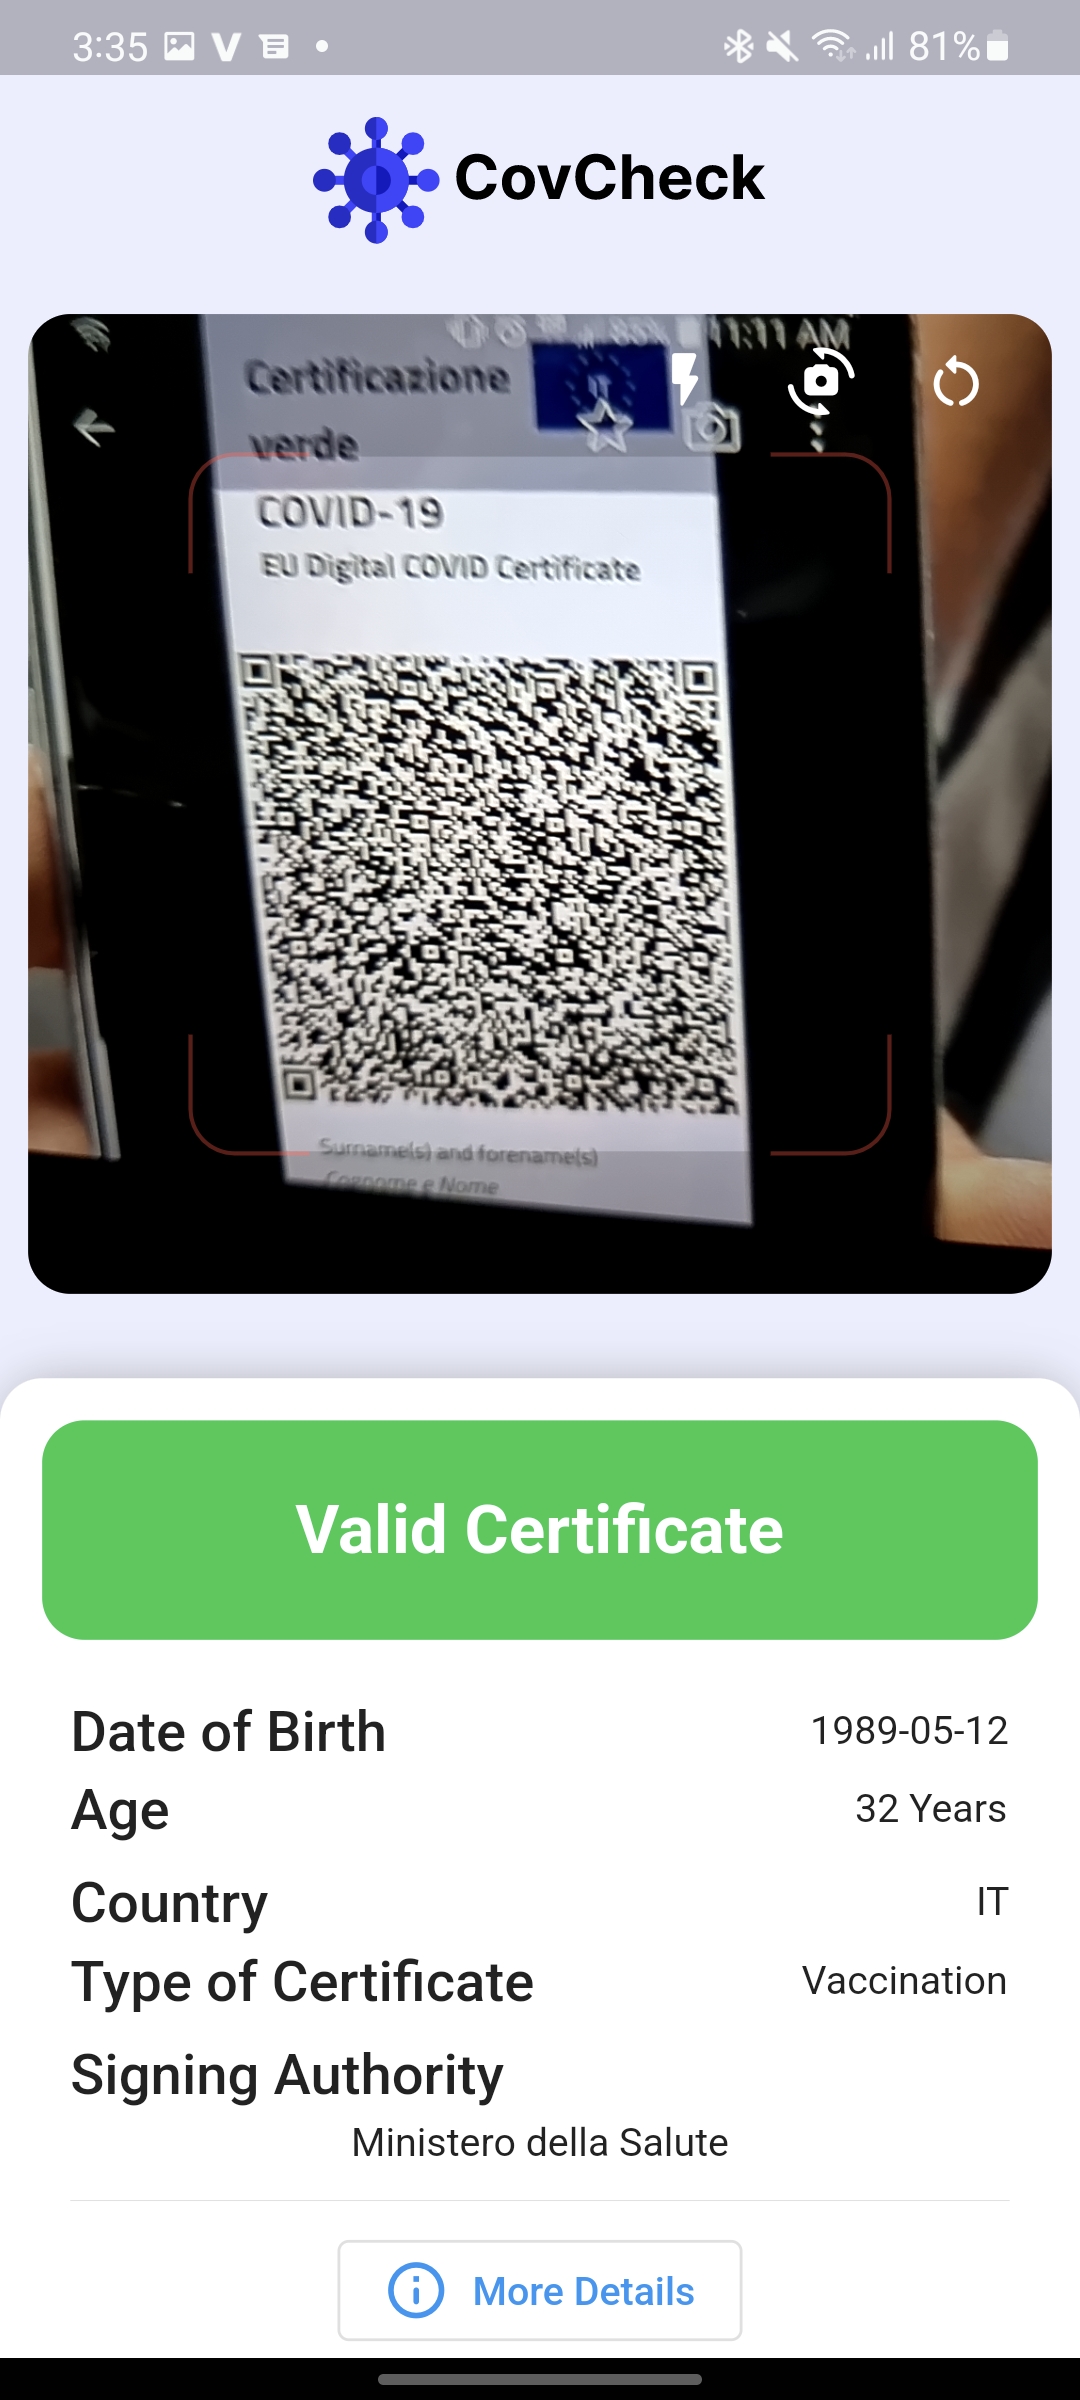 3:35
81%
CovCheck
11:11 AM
Certificazione
verde
IT
COVID-19
EU Digital COVID Certificate
Surname(s) and forename(s)
Cognome e Nome
Valid Certificate
Date of Birth 1989-05-12
Age 32 Years
Country IT
Type of Certificate Vaccination
Signing Authority
Ministero della Salute
More Details